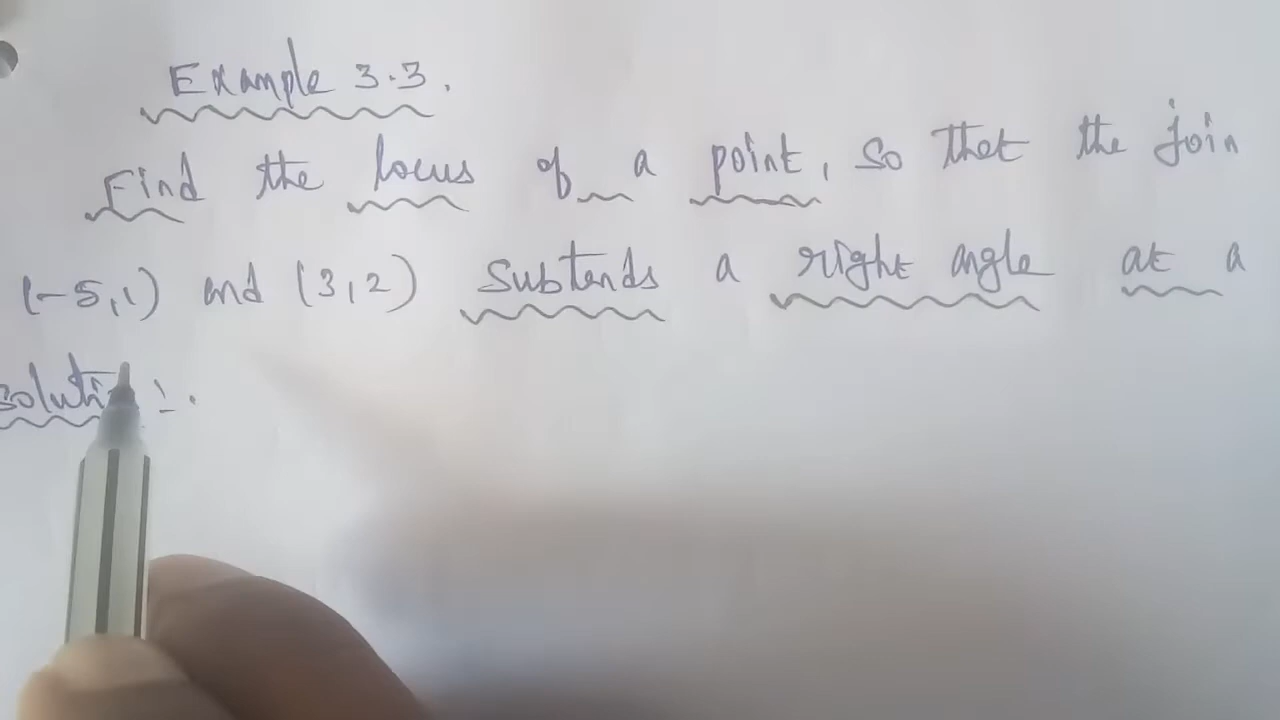 Example 3.3.
Find the locus of a point, so that the join
(-5,1) and (3,2) subtends a right angle at a